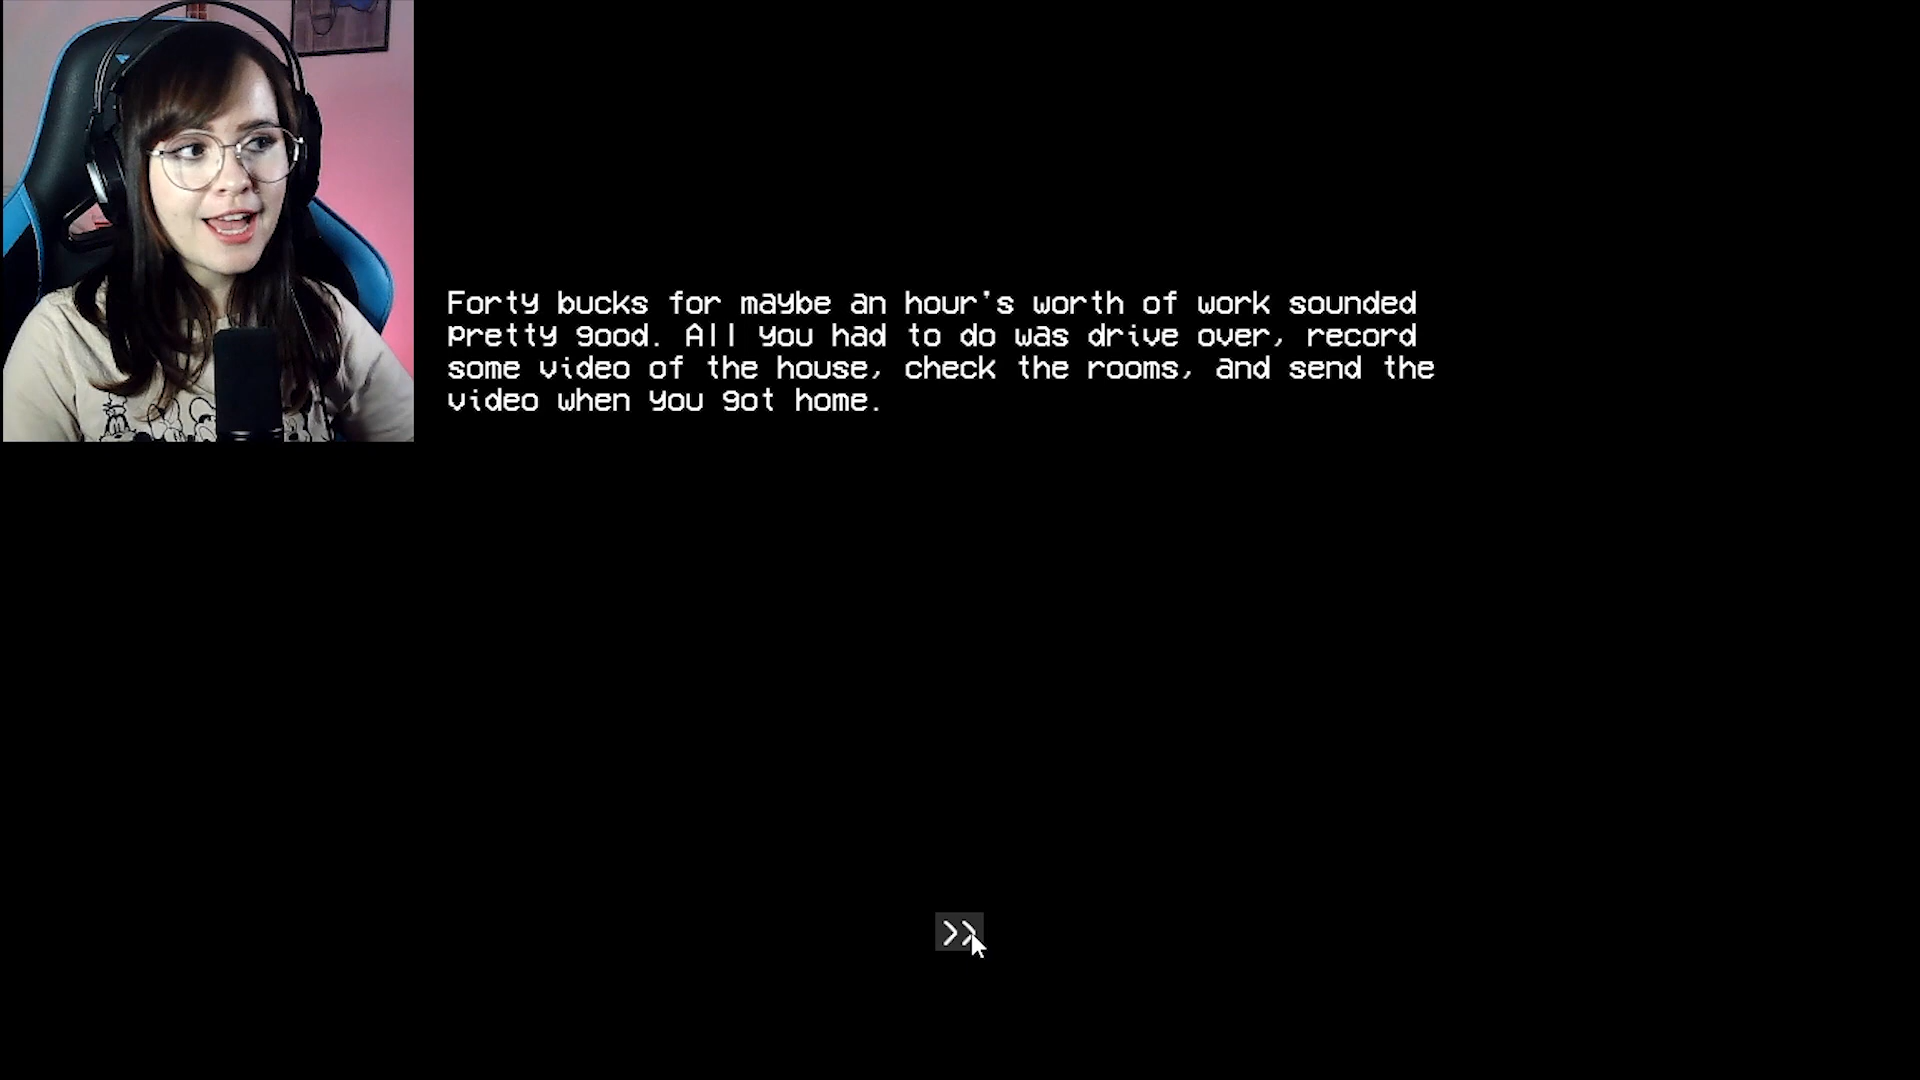 Forty bucks for maybe an hour's worth of work sounded
pretty good. All you had to do was drive over, record
some video of the house, check the rooms, and send the
video when you got home.
>>